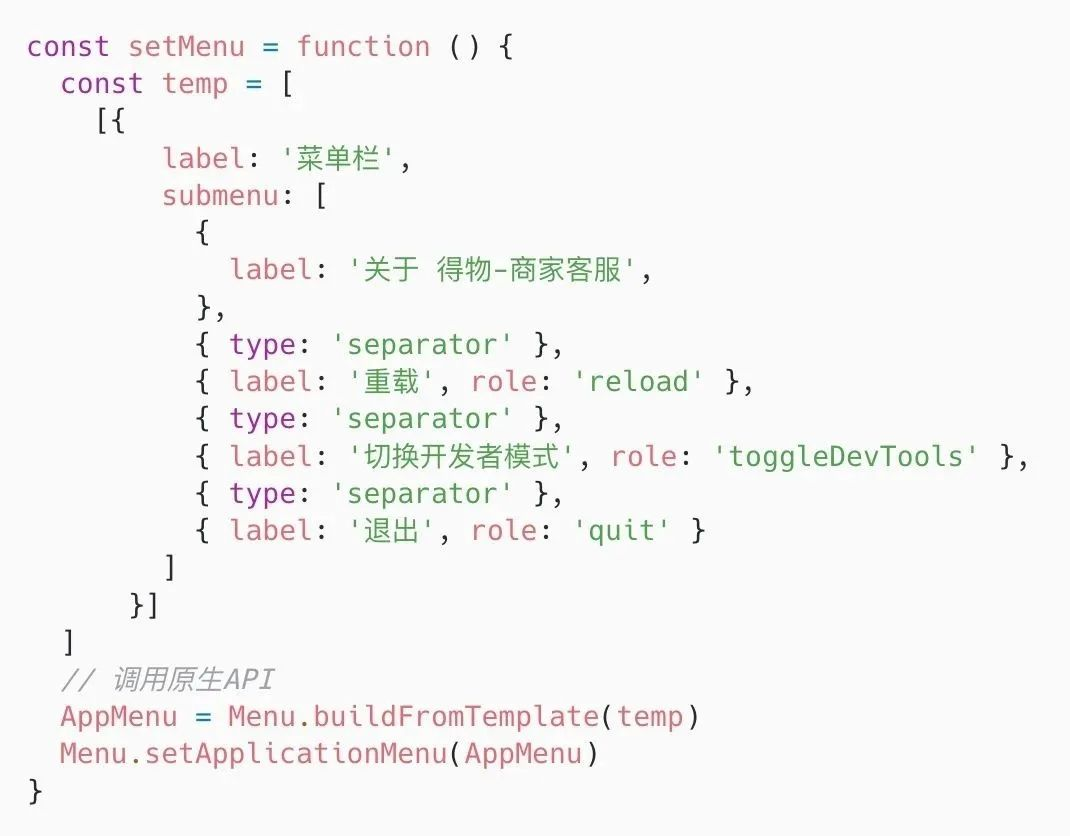 const setMenu = function () {
  const temp = [
    [{
        label: '菜单栏',
        submenu: [
          {
            label: '关于 得物-商家客服',
          },
          { type: 'separator' },
          { label: '重载', role: 'reload' },
          { type: 'separator' },
          { label: '切换开发者模式', role: 'toggleDevTools' },
          { type: 'separator' },
          { label: '退出', role: 'quit' }
        ]
      }]
  ]
  // 调用原生API
  AppMenu = Menu.buildFromTemplate(temp)
  Menu.setApplicationMenu(AppMenu)
}